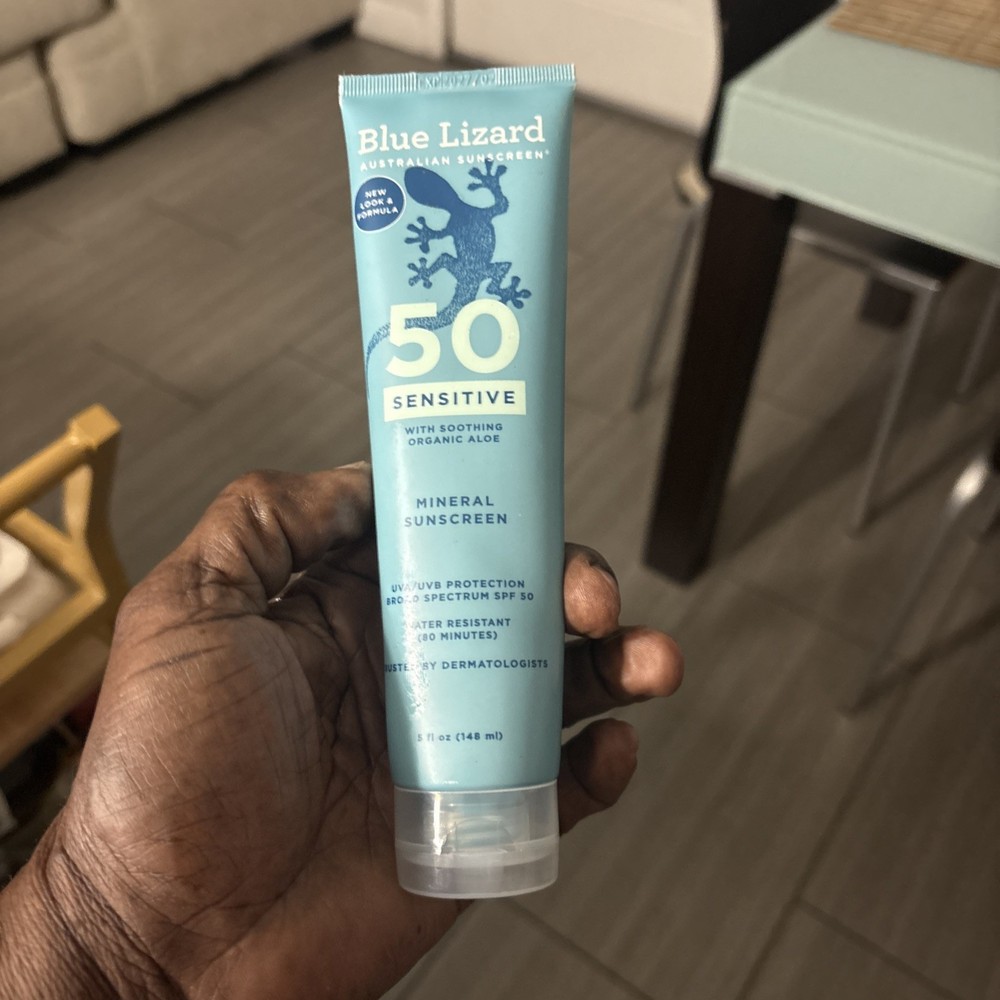 Blue Lizard
AUSTRALIAN SUNSCREEN®
NEW
LOOK &
FORMULA
50
SENSITIVE
WITH SOOTHING
ORGANIC ALOE
MINERAL
SUNSCREEN
UVA/UVB PROTECTION
BROAD SPECTRUM SPF 50
WATER RESISTANT
(80 MINUTES)
BY DERMATOLOGISTS
5 fl oz (148 ml)